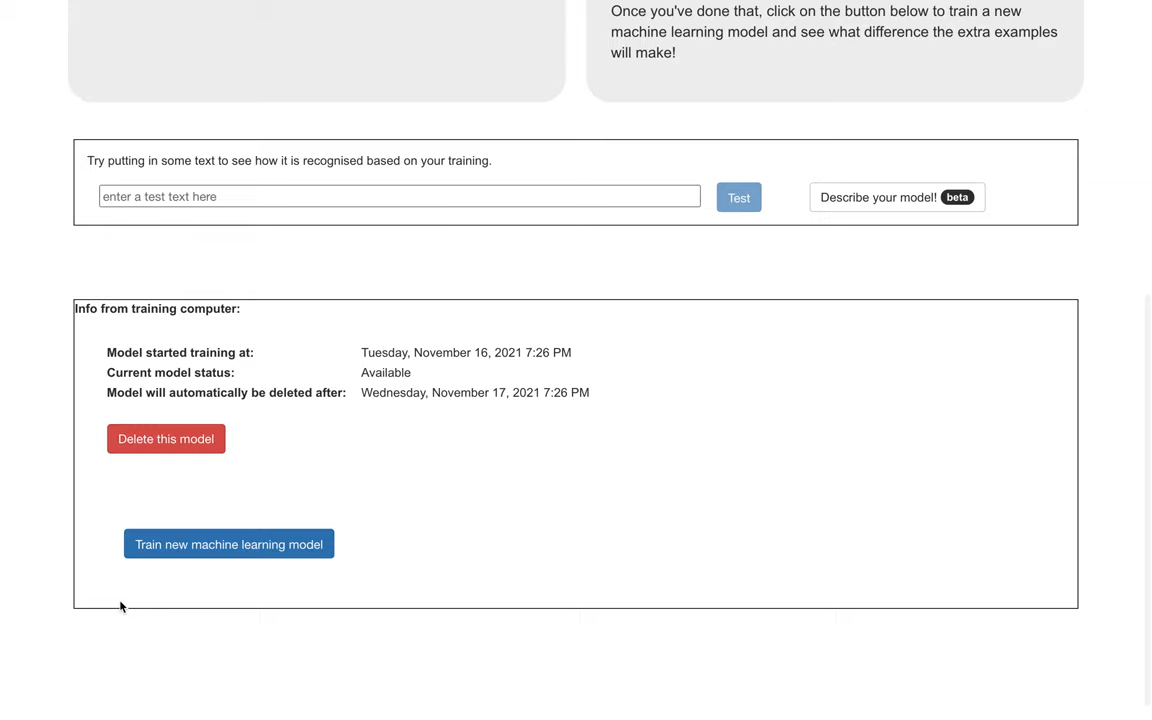 Once you've done that, click on the button below to train a new
machine learning model and see what difference the extra examples
will make!
Try putting in some text to see how it is recognised based on your training.
enter a test text here
Test
Describe your model! beta
Info from training computer:
Model started training at: Tuesday, November 16, 2021 7:26 PM
Current model status: Available
Model will automatically be deleted after: Wednesday, November 17, 2021 7:26 PM
Delete this model
Train new machine learning model